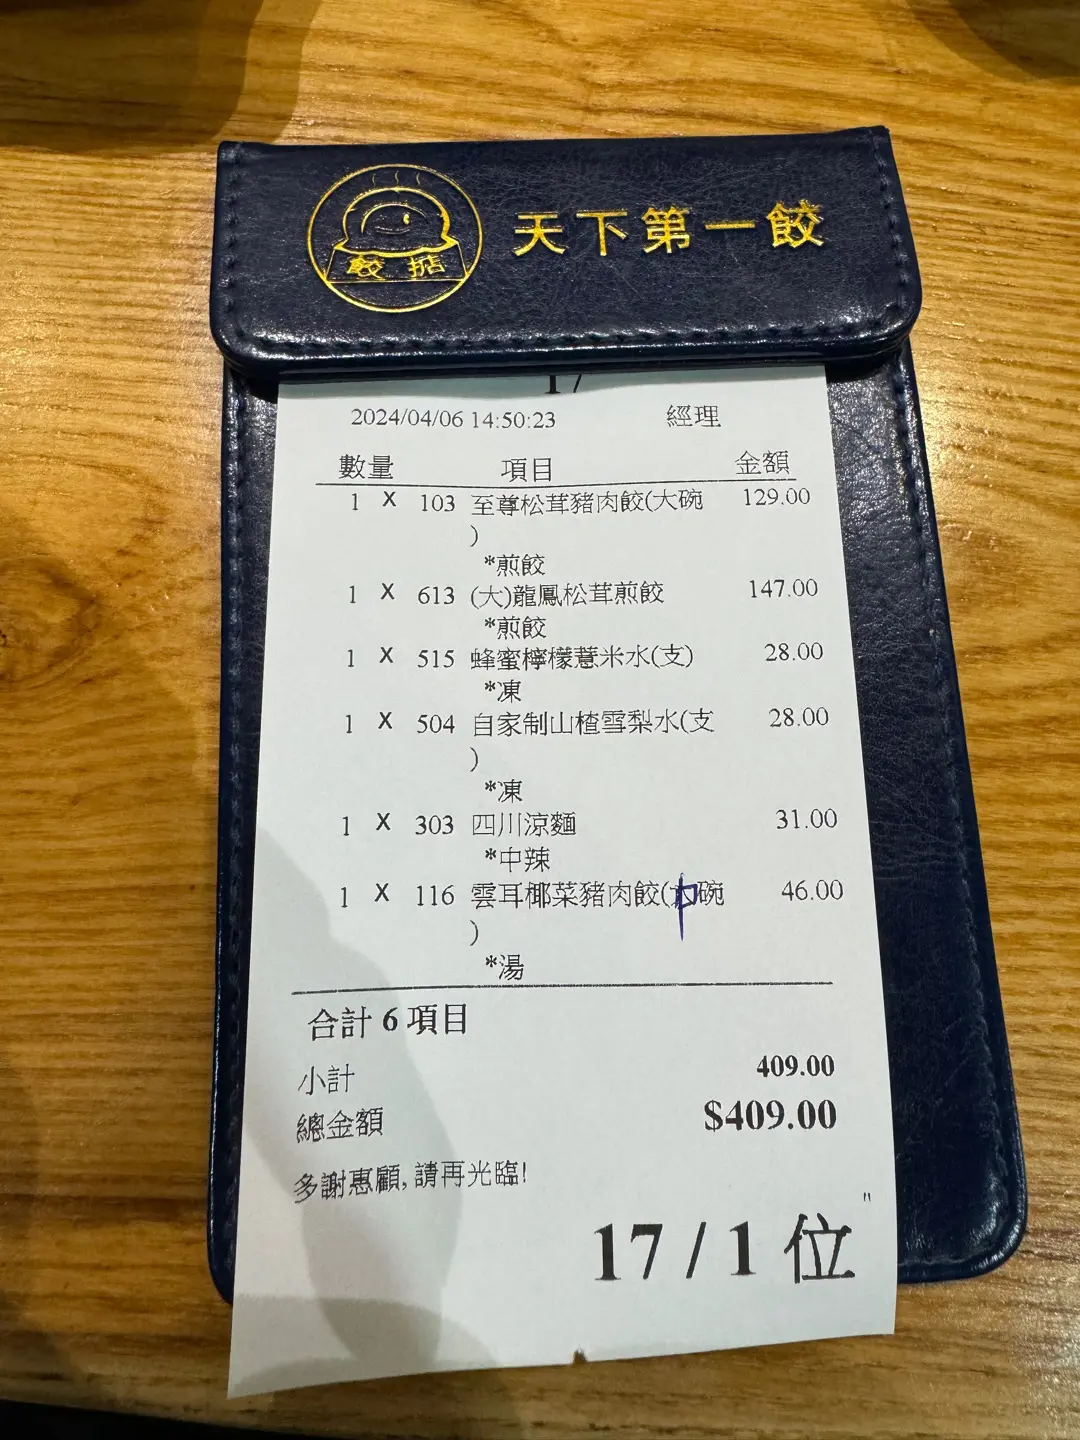 天下第一餃
餃掂
17
2024/04/06 14:50:23 經理
數量 項目 金額
1 X 103 至尊松茸豬肉餃(大碗 129.00
)
*煎餃
1 X 613 (大)龍鳳松茸煎餃 147.00
*煎餃
1 X 515 蜂蜜檸檬薏米水(支) 28.00
*凍
1 X 504 自家制山楂雪梨水(支 28.00
)
*凍
1 X 303 四川涼麵 31.00
*中辣
1 X 116 雲耳椰菜豬肉餃(中碗 46.00
)
*湯
合計 6 項目
小計 409.00
總金額 $409.00
多謝惠顧, 請再光臨!
"
17 / 1 位